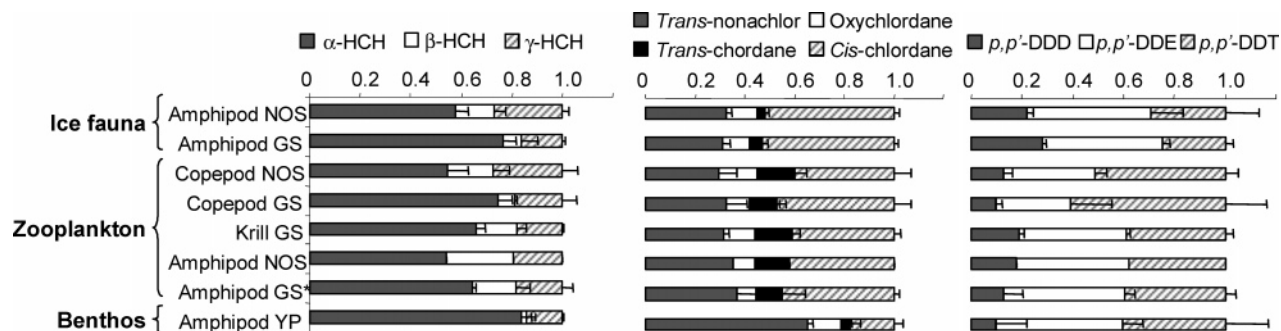 α-HCH β-HCH γ-HCH
Trans-nonachlor Oxychlordane
Trans-chordane Cis-chlordane
p,p'-DDD p,p'-DDE p,p'-DDT
0 0.2 0.4 0.6 0.8 1.0
0 0.2 0.4 0.6 0.8 1.0
0 0.2 0.4 0.6 0.8 1.0
Ice fauna
Amphipod NOS
Amphipod GS
Zooplankton
Copepod NOS
Copepod GS
Krill GS
Amphipod NOS
Amphipod GS*
Benthos
Amphipod YP